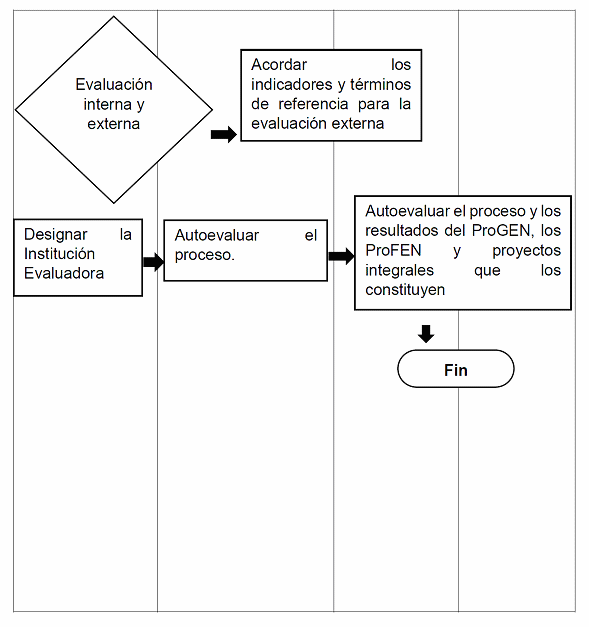 Evaluación
interna y
externa
Acordar los
indicadores y términos
de referencia para la
evaluación externa
Designar la
Institución
Evaluadora
Autoevaluar el
proceso.
Autoevaluar el proceso y los
resultados del ProGEN, los
ProFEN y proyectos
integrales que los
constituyen
Fin